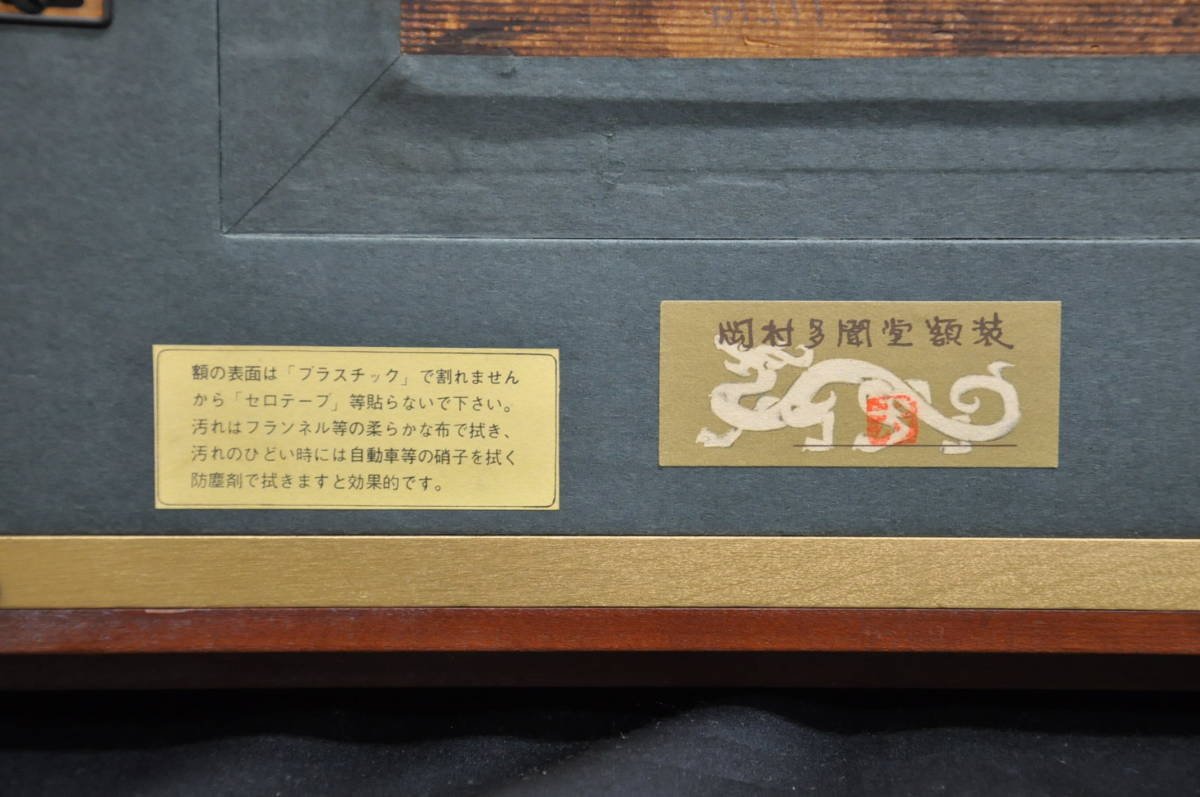 額の表面は「プラスチック」で割れません
から「セロテープ」等貼らないで下さい。
汚れはフランネル等の柔らかな布で拭き、
汚れのひどい時には自動車等の硝子を拭く
防塵剤で拭きますと効果的です。
岡村多聞堂額装